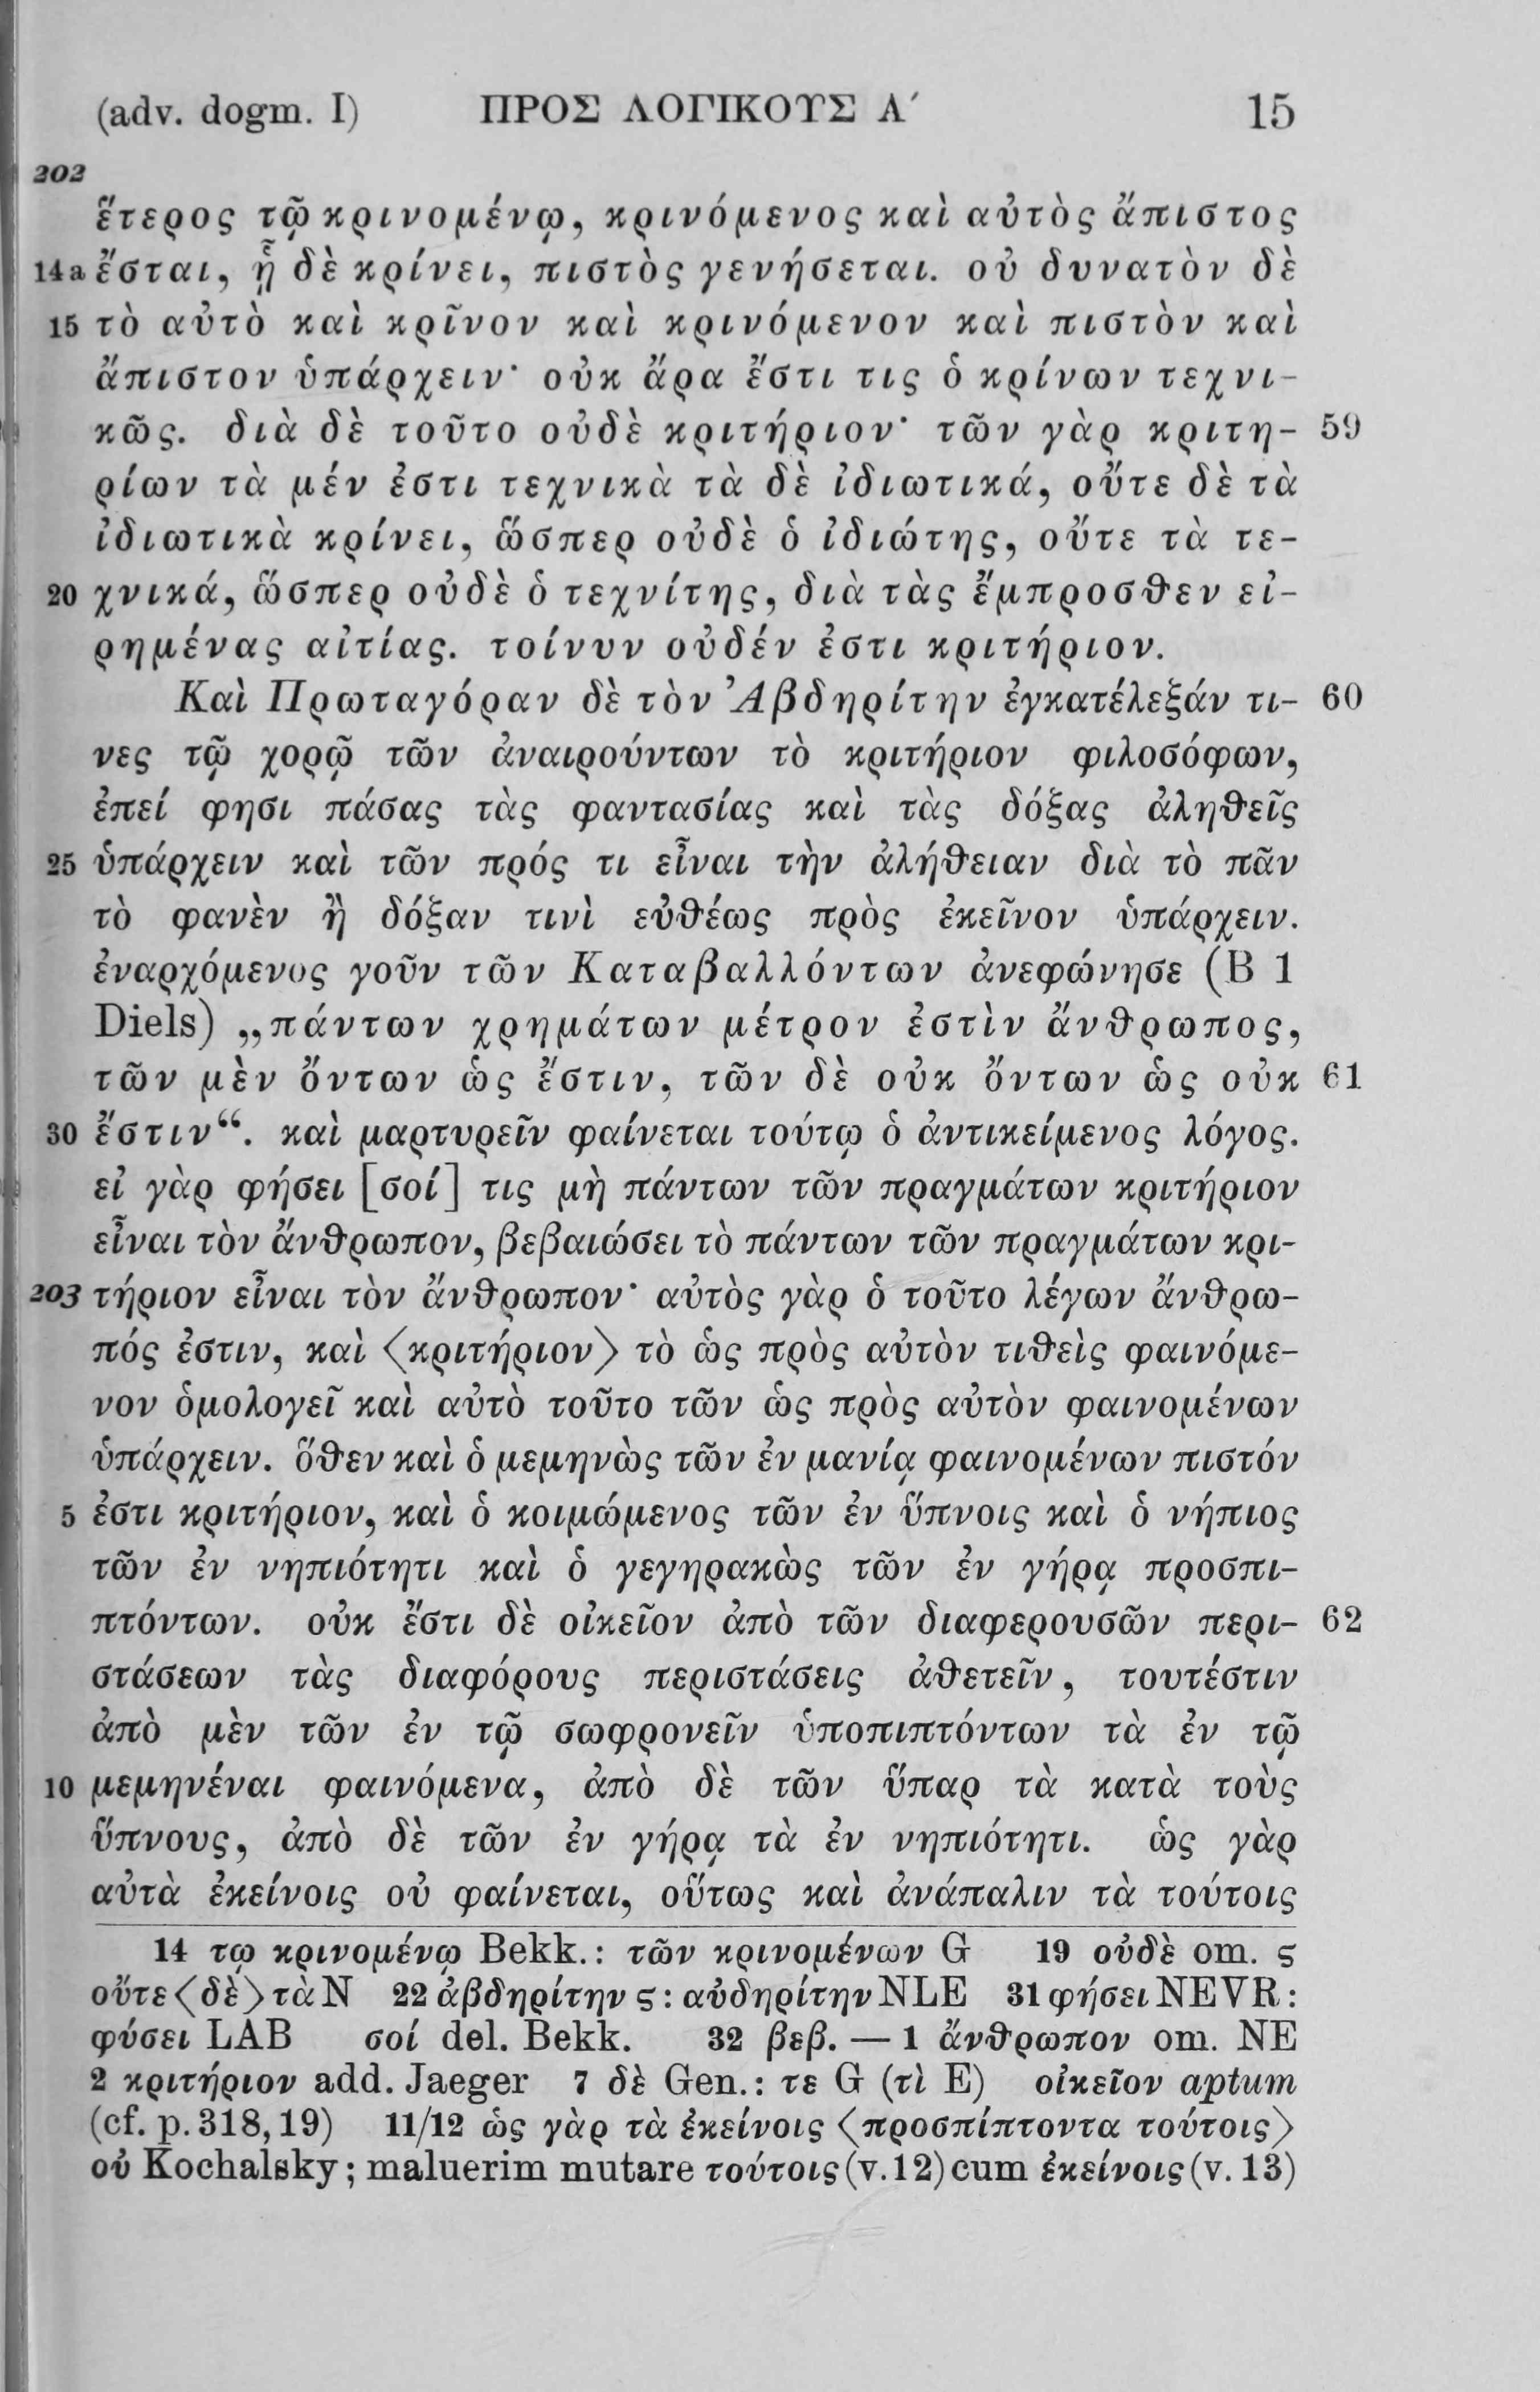 (adv. dogm. I) ΠΡΟΣ ΛΟΓΙΚΟΥΣ Α´ 15
202
ἕτερος τῷ κρινομένῳ, κρινόμενος καὶ αὐτὸς ἄπιστος
14a ἔσται, ᾗ δὲ κρίνει, πιστὸς γενήσεται. οὐ δυνατὸν δὲ
15 τὸ αὐτὸ καὶ κρῖνον καὶ κρινόμενον καὶ πιστὸν καὶ
ἄπιστον ὑπάρχειν· οὐκ ἄρα ἔστι τις ὁ κρίνων τεχνι-
κῶς. διὰ δὲ τοῦτο οὐδὲ κριτήριον· τῶν γὰρ κριτη- 59
ρίων τὰ μέν ἐστι τεχνικὰ τὰ δὲ ἰδιωτικά, οὔτε δὲ τὰ
ἰδιωτικὰ κρίνει, ὥσπερ οὐδὲ ὁ ἰδιώτης, οὔτε τὰ τε-
20 χνικά, ὥσπερ οὐδὲ ὁ τεχνίτης, διὰ τὰς ἔμπροσθεν εἰ-
ρημένας αἰτίας. τοίνυν οὐδέν ἐστι κριτήριον.
Καὶ Πρωταγόραν δὲ τὸν Ἀβδηρίτην ἐγκατέλεξάν τι- 60
νες τῷ χορῷ τῶν ἀναιρούντων τὸ κριτήριον φιλοσόφων,
ἐπεί φησι πάσας τὰς φαντασίας καὶ τὰς δόξας ἀληθεῖς
25 ὑπάρχειν καὶ τῶν πρός τι εἶναι τὴν ἀλήθειαν διὰ τὸ πᾶν
τὸ φανὲν ἢ δόξαν τινὶ εὐθέως πρὸς ἐκεῖνον ὑπάρχειν.
ἐναρχόμενος γοῦν τῶν Καταβαλλόντων ἀνεφώνησε (B 1
Diels) „πάντων χρημάτων μέτρον ἐστὶν ἄνθρωπος,
τῶν μὲν ὄντων ὡς ἔστιν, τῶν δὲ οὐκ ὄντων ὡς οὐκ 61
30 ἔστιν“. καὶ μαρτυρεῖν φαίνεται τούτῳ ὁ ἀντικείμενος λόγος.
εἰ γὰρ φήσει [σοί] τις μὴ πάντων τῶν πραγμάτων κριτήριον
εἶναι τὸν ἄνθρωπον, βεβαιώσει τὸ πάντων τῶν πραγμάτων κρι-
203 τήριον εἶναι τὸν ἄνθρωπον· αὐτὸς γὰρ ὁ τοῦτο λέγων ἄνθρω-
πός ἐστιν, καὶ ⟨κριτήριον⟩ τὸ ὡς πρὸς αὐτὸν τιθεὶς φαινόμε-
νον ὁμολογεῖ καὶ αὐτὸ τοῦτο τῶν ὡς πρὸς αὐτὸν φαινομένων
ὑπάρχειν. ὅθεν καὶ ὁ μεμηνὼς τῶν ἐν μανίᾳ φαινομένων πιστόν
5 ἐστι κριτήριον, καὶ ὁ κοιμώμενος τῶν ἐν ὕπνοις καὶ ὁ νήπιος
τῶν ἐν νηπιότητι καὶ ὁ γεγηρακὼς τῶν ἐν γήρᾳ προσπι-
πτόντων. οὐκ ἔστι δὲ οἰκεῖον ἀπὸ τῶν διαφερουσῶν περι- 62
στάσεων τὰς διαφόρους περιστάσεις ἀθετεῖν, τουτέστιν
ἀπὸ μὲν τῶν ἐν τῷ σωφρονεῖν ὑποπιπτόντων τὰ ἐν τῷ
10 μεμηνέναι φαινόμενα, ἀπὸ δὲ τῶν ὕπαρ τὰ κατὰ τοὺς
ὕπνους, ἀπὸ δὲ τῶν ἐν γήρᾳ τὰ ἐν νηπιότητι. ὡς γὰρ
αὐτὰ ἐκείνοις οὐ φαίνεται, οὕτως καὶ ἀνάπαλιν τὰ τούτοις
14 τῳ κρινομένῳ Bekk.: τῶν κρινομένων G 19 οὐδὲ om. ς
οὔτε ⟨δὲ⟩ τὰ N 22 ἀβδηρίτην ς: αὐδηρίτην NLE 31 φήσει NEVR:
φύσει LAB σοί del. Bekk. 32 βεβ. — 1 ἄνθρωπον om. NE
2 κριτήριον add. Jaeger 7 δὲ Gen.: τε G (τὶ E) οἰκεῖον aptum
(cf. p. 318, 19) 11/12 ὡς γὰρ τὰ ἐκείνοις ⟨προσπίπτοντα τούτοις⟩
οὐ Kochalsky; maluerim mutare τούτοις (v. 12) cum ἐκείνοις (v. 13)